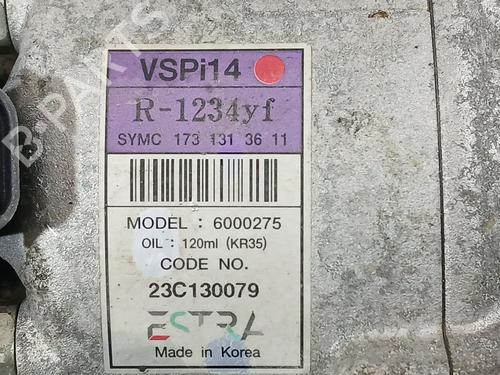 VSPi14
R-1234yf
SYMC 173 131 36 11
MODEL : 6000275
OIL : 120ml (KR35)
CODE NO.
23C130079
ESTRA
Made in Korea
B PARTS